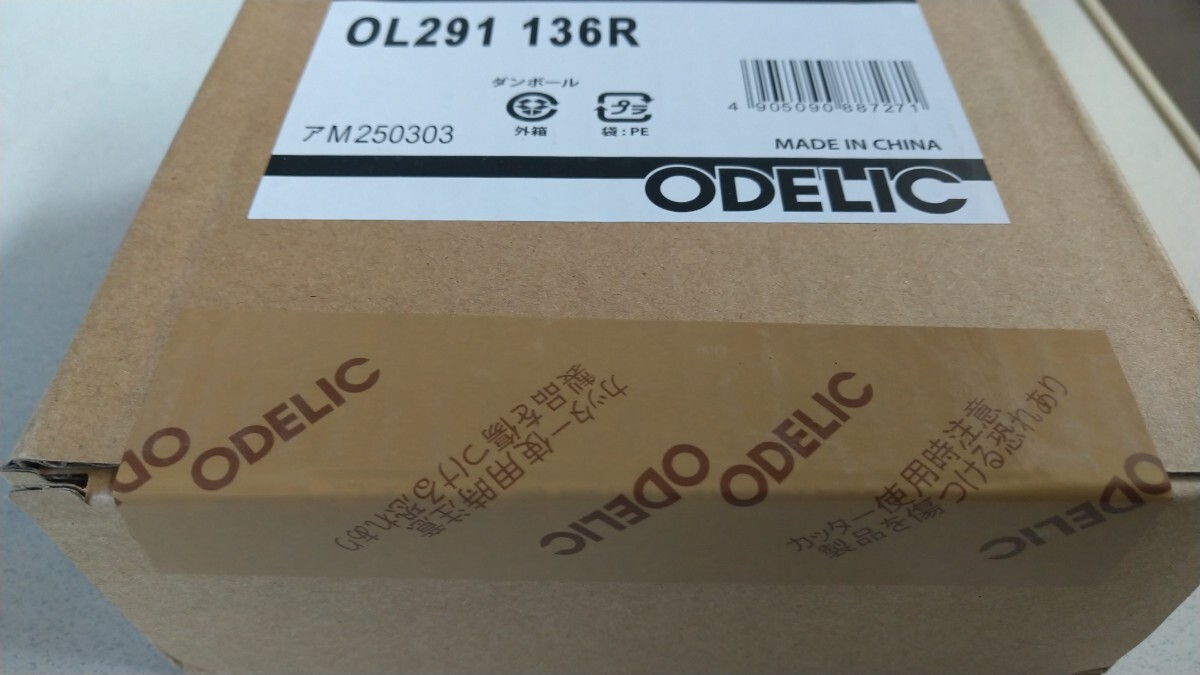 OL291 136R
ダンボール
外箱
プラ
袋:PE
4 905090 887271
アM250303
MADE IN CHINA
ODELIC
ODELIC
ODELIC
カッター使用時注意
製品を傷つける恐れあり
ODELIC
ODELIC
カッター使用時注意
製品を傷つける恐れあり
ODELIC